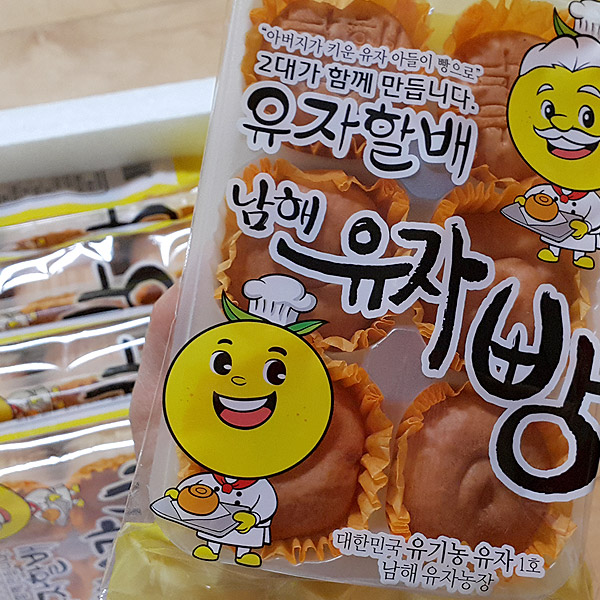 "아버지가 키운 유자 아들이 빵으로"
2대가 함께 만듭니다.
유자할배
남해 유자빵
대한민국 유기농 유자 1호
남해 유자농장